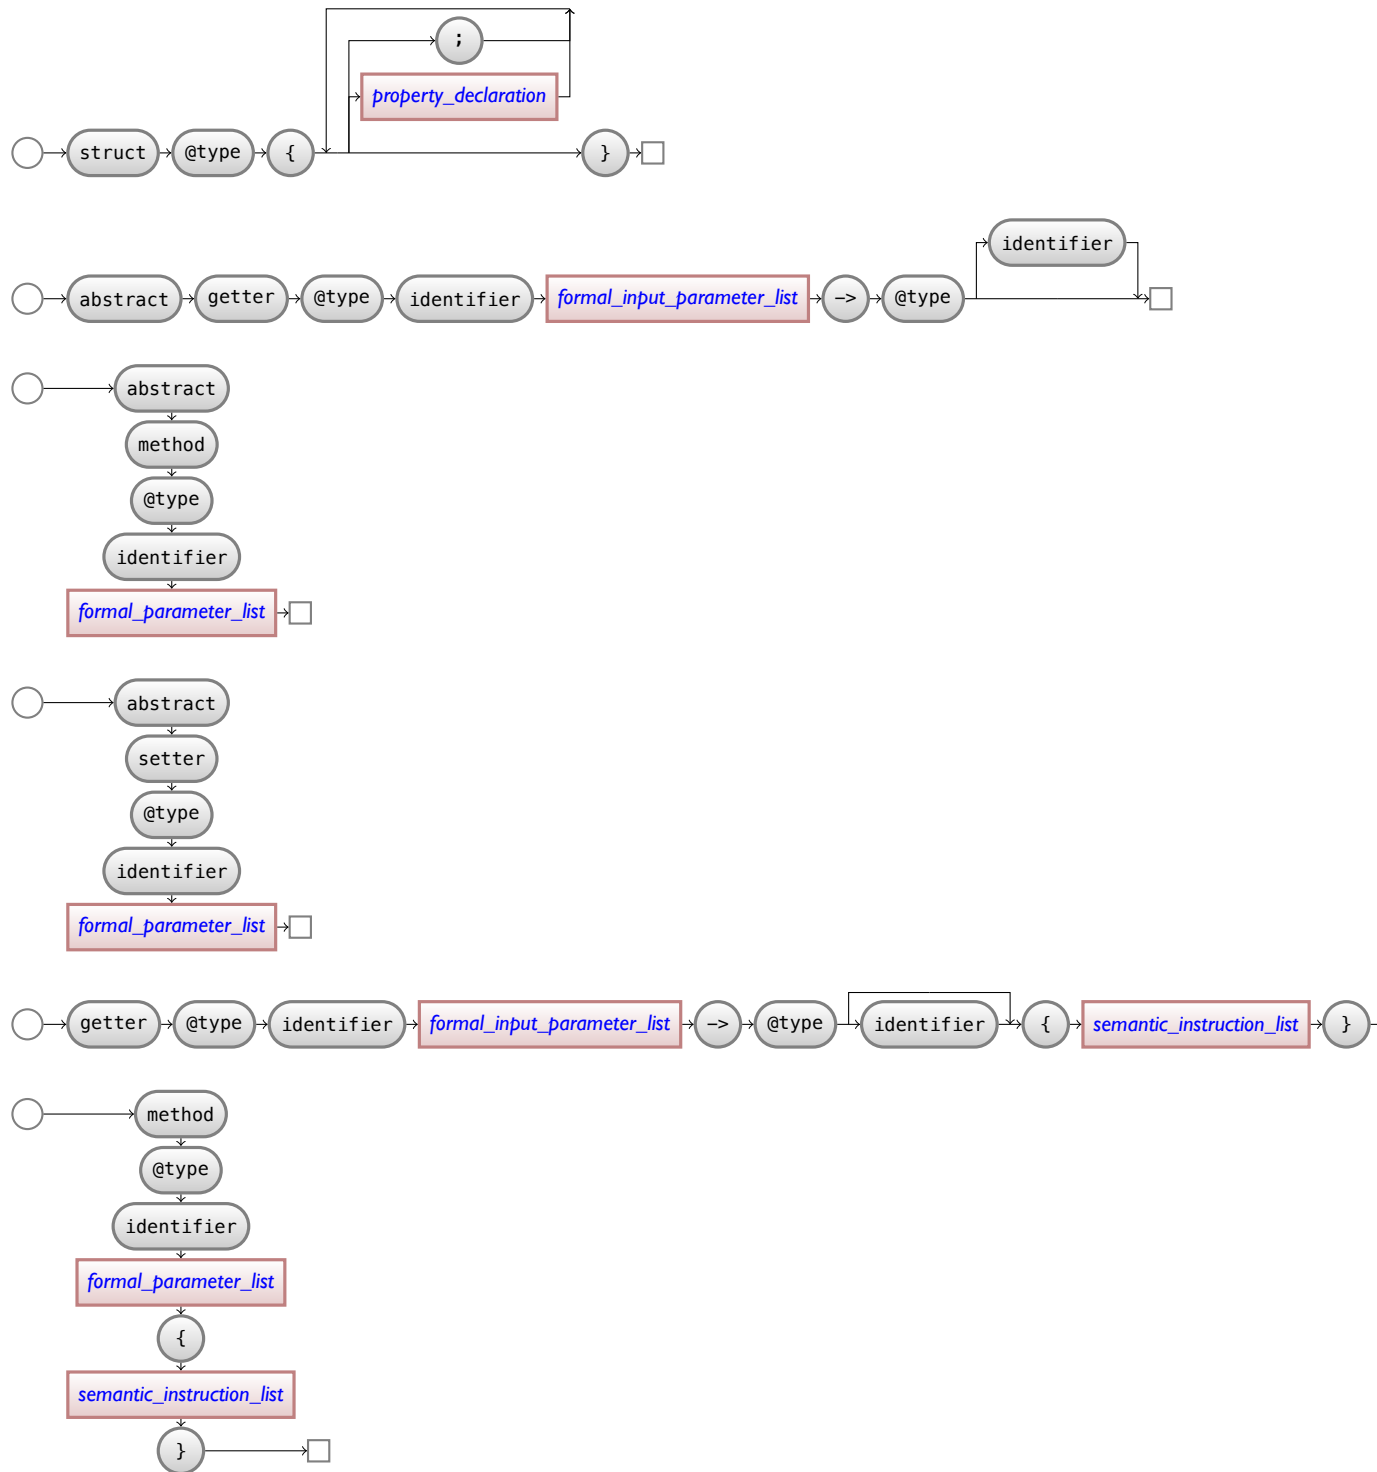 ;
property_declaration
struct @type { }
identifier
abstract getter @type identifier formal_input_parameter_list -> @type
abstract
method
@type
identifier
formal_parameter_list
abstract
setter
@type
identifier
formal_parameter_list
getter @type identifier formal_input_parameter_list -> @type identifier { semantic_instruction_list }
method
@type
identifier
formal_parameter_list
{
semantic_instruction_list
}